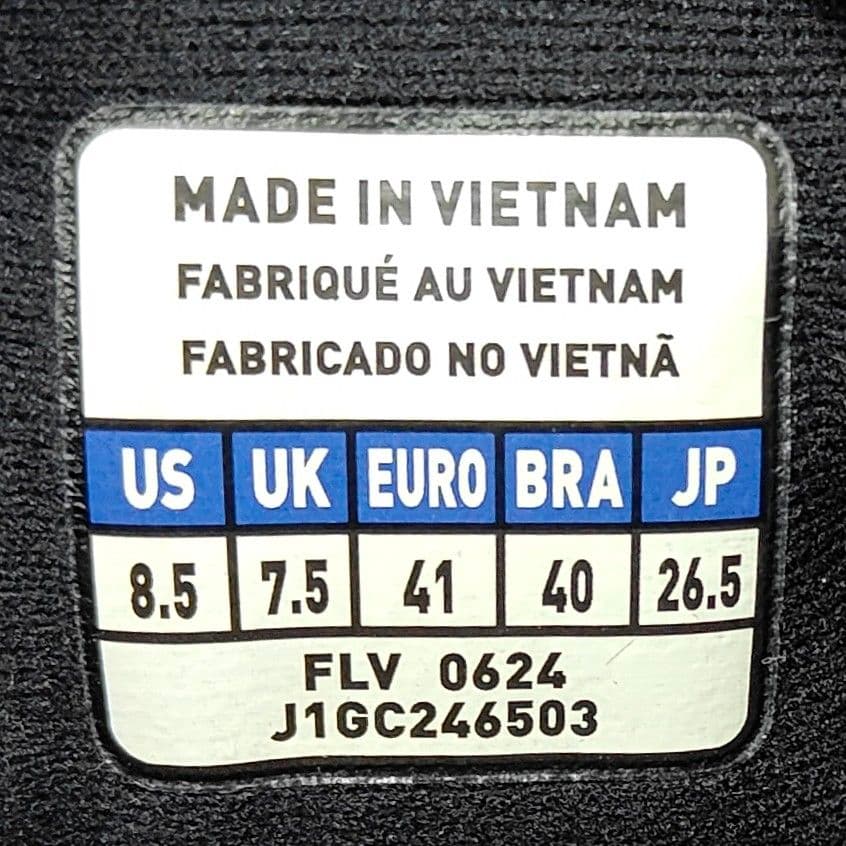 MADE IN VIETNAM
FABRIQUÉ AU VIETNAM
FABRICADO NO VIETNÃ
US UK EURO BRA JP
8.5 7.5 41 40 26.5
FLV 0624
J1GC246503